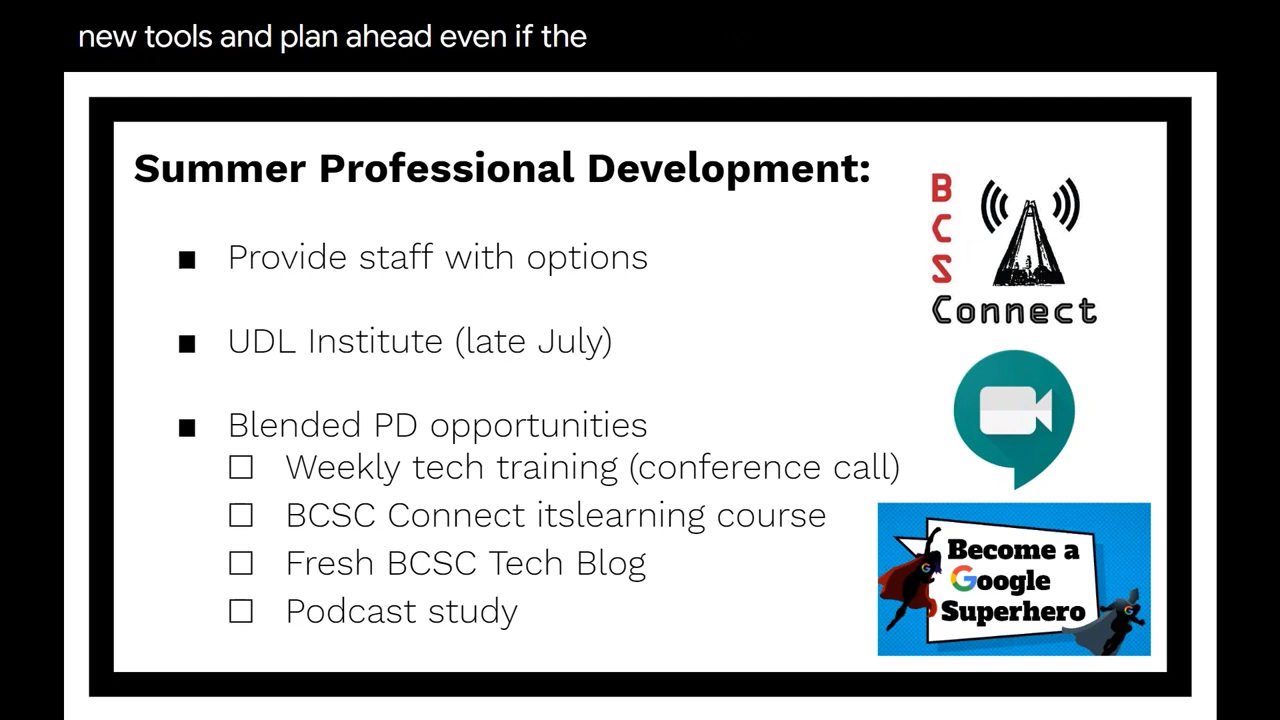 new tools and plan ahead even if the
Summer Professional Development:
■ Provide staff with options
■ UDL Institute (late July)
■ Blended PD opportunities
☐ Weekly tech training (conference call)
☐ BCSC Connect itslearning course
☐ Fresh BCSC Tech Blog
☐ Podcast study
B
C
S
Connect
Become a
Google
Superhero